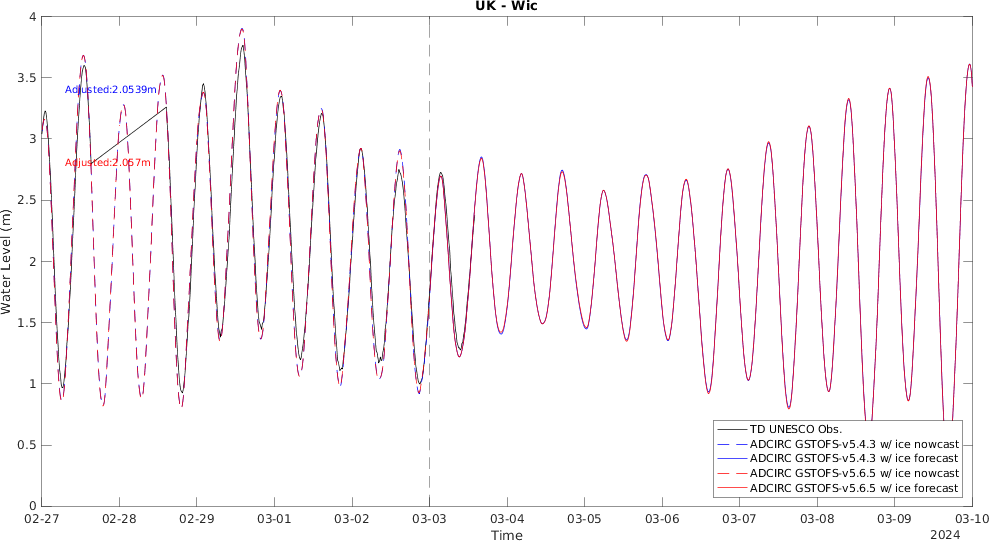 UK - Wic
4
3.5
3
2.5
2
1.5
1
0.5
0
Water Level (m)
Adjusted:2.0539m
Adjusted:2.057m
TD UNESCO Obs.
ADCIRC GSTOFS-v5.4.3 w/ ice nowcast
ADCIRC GSTOFS-v5.4.3 w/ ice forecast
ADCIRC GSTOFS-v5.6.5 w/ ice nowcast
ADCIRC GSTOFS-v5.6.5 w/ ice forecast
02-27 02-28 02-29 03-01 03-02 03-03 03-04 03-05 03-06 03-07 03-08 03-09 03-10
Time
2024